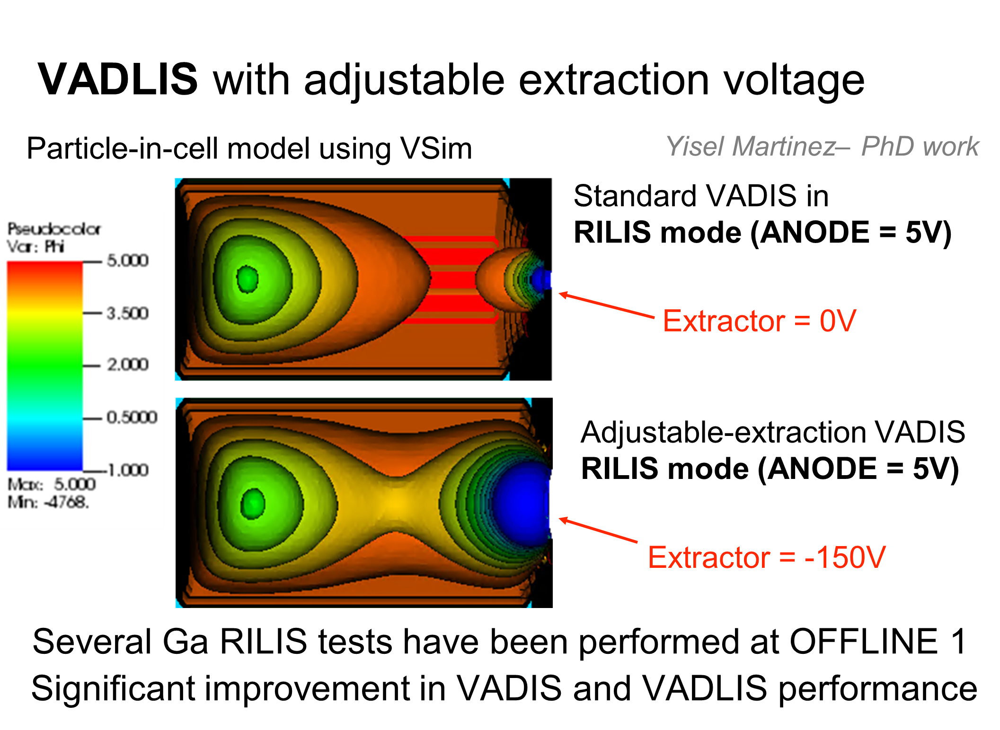 VADLIS with adjustable extraction voltage
Particle-in-cell model using VSim
Yisel Martinez– PhD work
Standard VADIS in
RILIS mode (ANODE = 5V)
Pseudocolor
Var: Phi
5.000
3.500
2.000
0.5000
-1.000
Max: 5.000
Min: -4768.
Extractor = 0V
Adjustable-extraction VADIS
RILIS mode (ANODE = 5V)
Extractor = -150V
Several Ga RILIS tests have been performed at OFFLINE 1
Significant improvement in VADIS and VADLIS performance